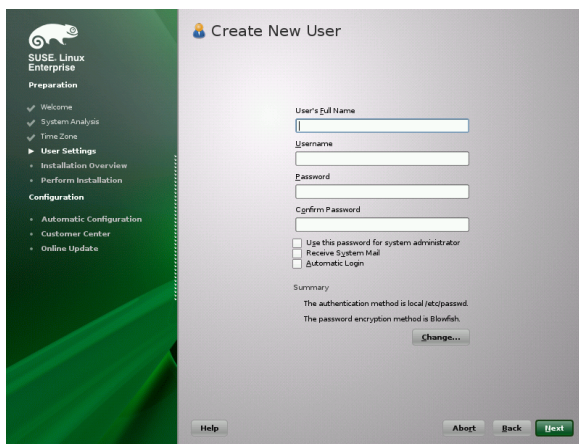 SUSE. Linux
Enterprise
Preparation
Welcome
System Analysis
Time Zone
User Settings
Installation Overview
Perform Installation
Configuration
Automatic Configuration
Customer Center
Online Update
Create New User
User's Full Name
Username
Password
Confirm Password
Use this password for system administrator
Receive System Mail
Automatic Login
Summary
The authentication method is local /etc/passwd.
The password encryption method is Blowfish.
Change...
Help
Abort
Back
Next